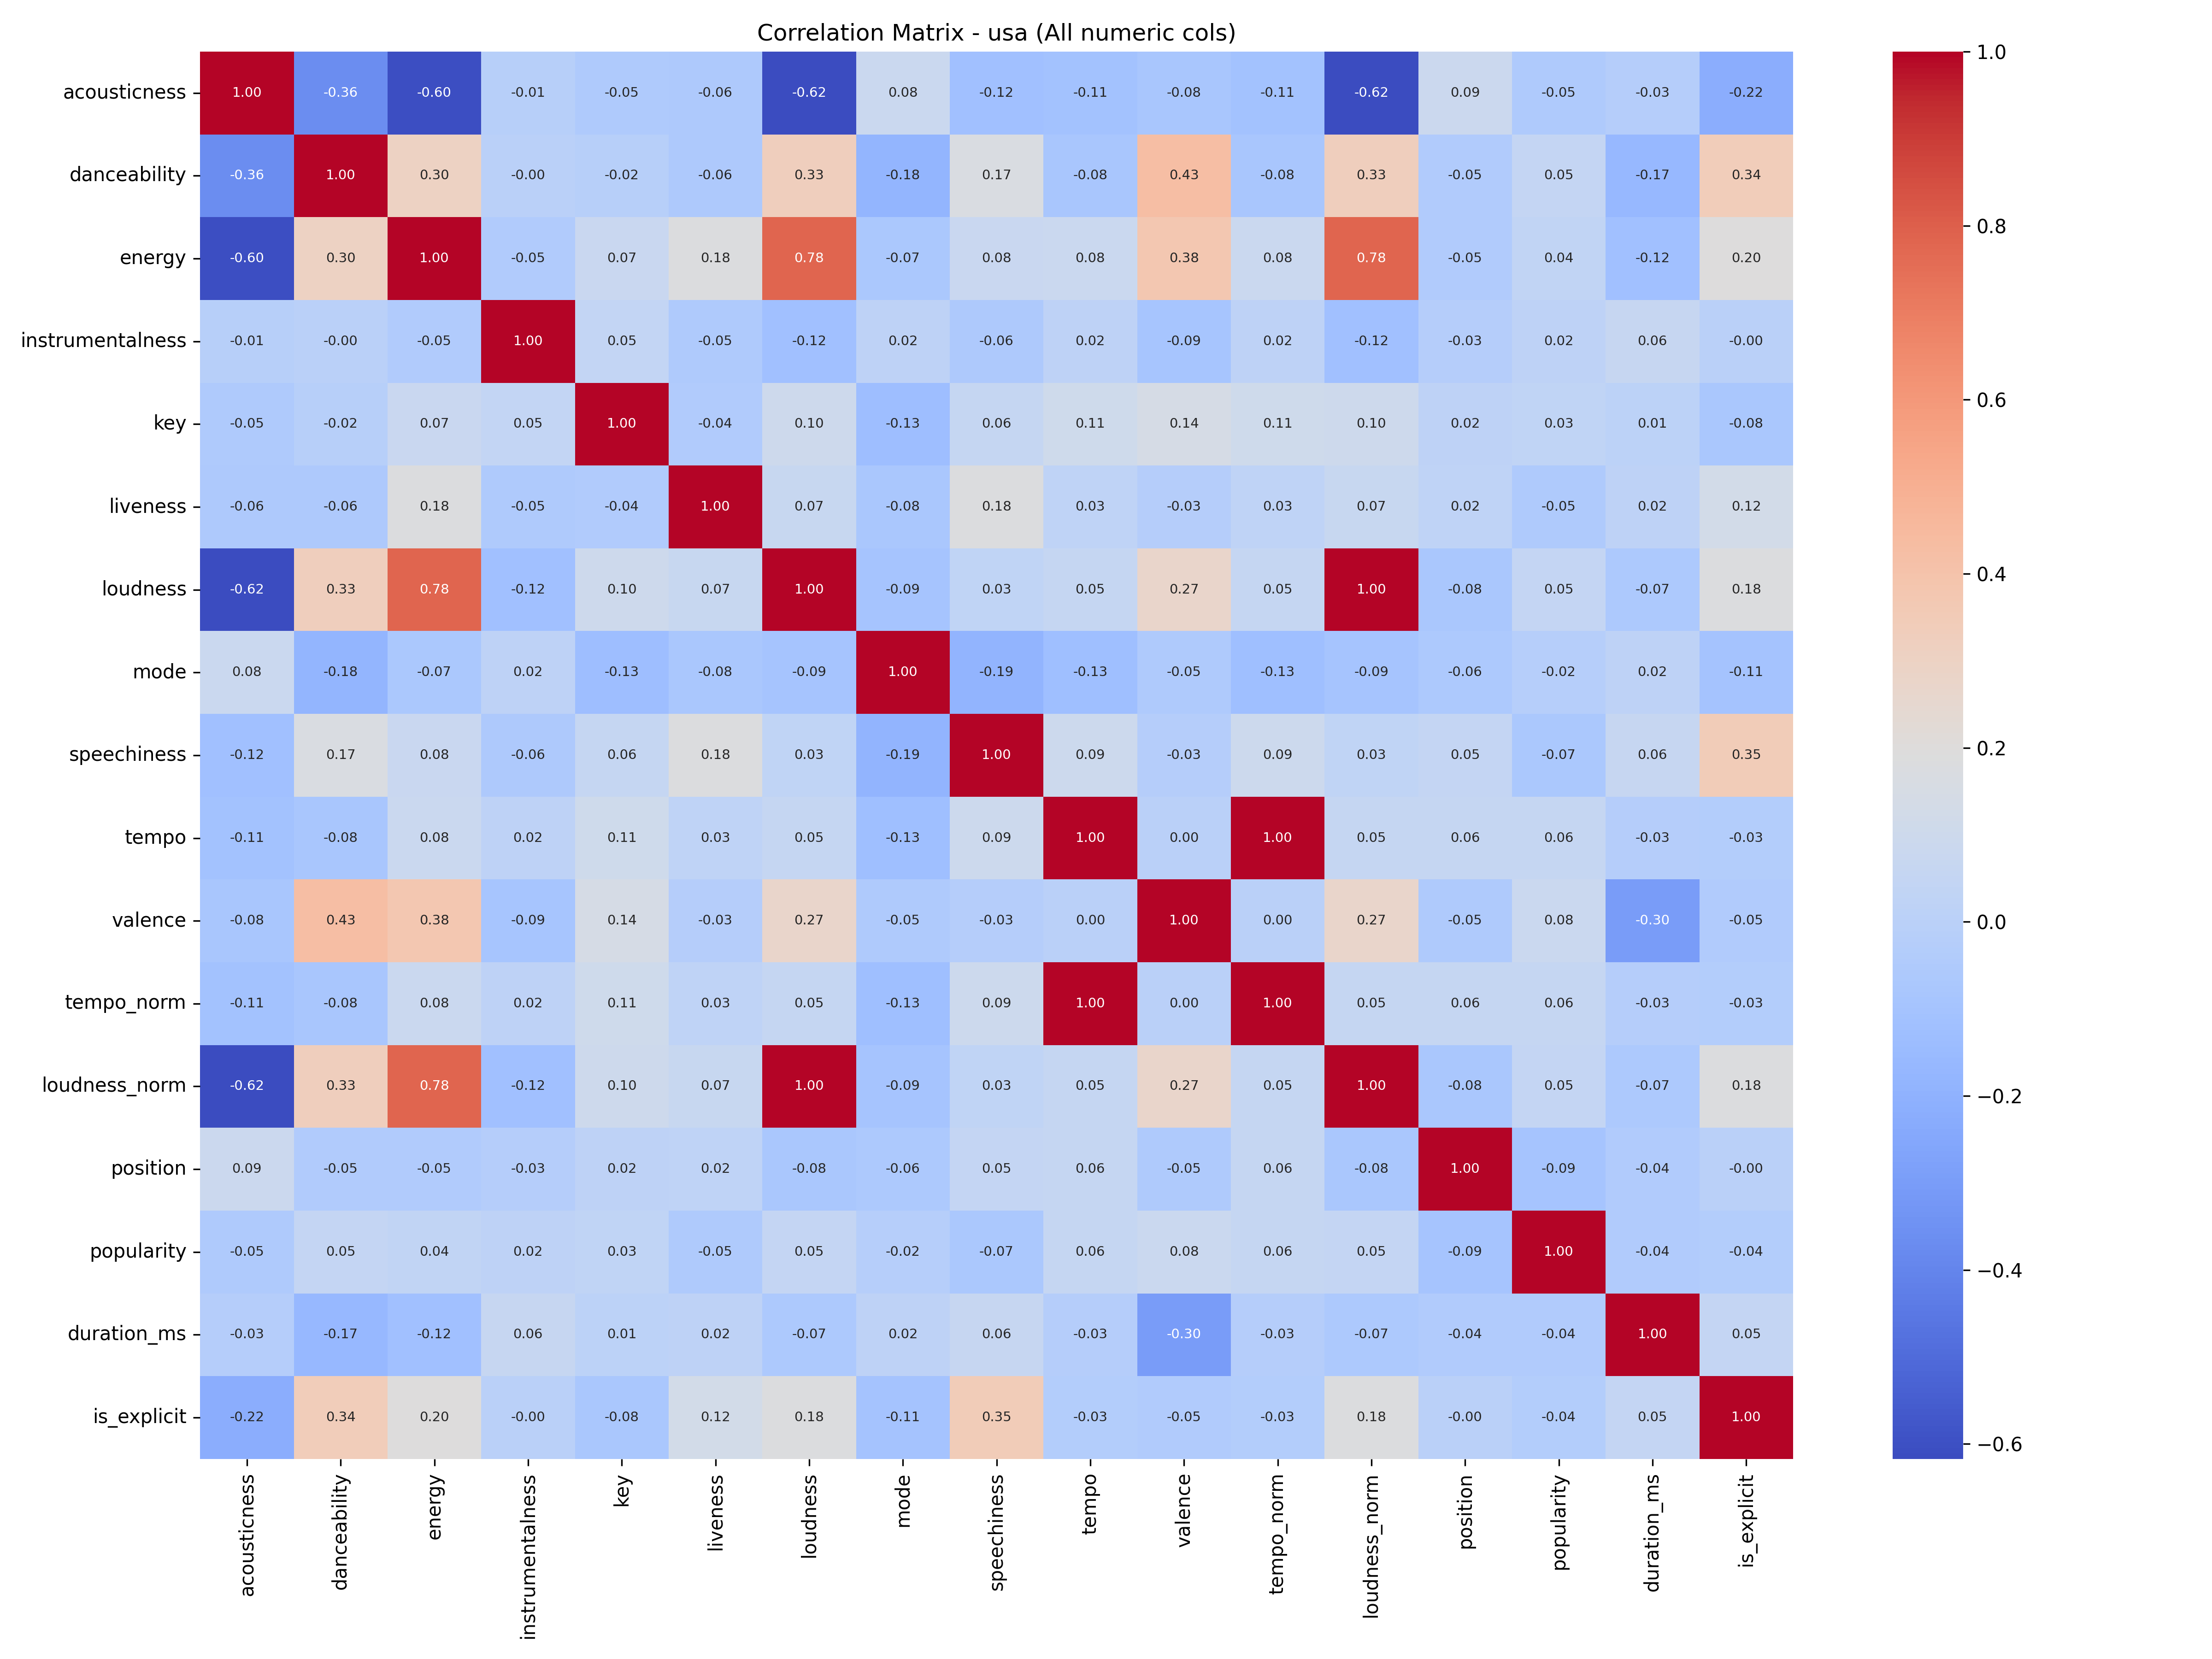 Correlation Matrix - usa (All numeric cols)
acousticness 1.00 -0.36 -0.60 -0.01 -0.05 -0.06 -0.62 0.08 -0.12 -0.11 -0.08 -0.11 -0.62 0.09 -0.05 -0.03 -0.22
danceability -0.36 1.00 0.30 -0.00 -0.02 -0.06 0.33 -0.18 0.17 -0.08 0.43 -0.08 0.33 -0.05 0.05 -0.17 0.34
energy -0.60 0.30 1.00 -0.05 0.07 0.18 0.78 -0.07 0.08 0.08 0.38 0.08 0.78 -0.05 0.04 -0.12 0.20
instrumentalness -0.01 -0.00 -0.05 1.00 0.05 -0.05 -0.12 0.02 -0.06 0.02 -0.09 0.02 -0.12 -0.03 0.02 0.06 -0.00
key -0.05 -0.02 0.07 0.05 1.00 -0.04 0.10 -0.13 0.06 0.11 0.14 0.11 0.10 0.02 0.03 0.01 -0.08
liveness -0.06 -0.06 0.18 -0.05 -0.04 1.00 0.07 -0.08 0.18 0.03 -0.03 0.03 0.07 0.02 -0.05 0.02 0.12
loudness -0.62 0.33 0.78 -0.12 0.10 0.07 1.00 -0.09 0.03 0.05 0.27 0.05 1.00 -0.08 0.05 -0.07 0.18
mode 0.08 -0.18 -0.07 0.02 -0.13 -0.08 -0.09 1.00 -0.19 -0.13 -0.05 -0.13 -0.09 -0.06 -0.02 0.02 -0.11
speechiness -0.12 0.17 0.08 -0.06 0.06 0.18 0.03 -0.19 1.00 0.09 -0.03 0.09 0.03 0.05 -0.07 0.06 0.35
tempo -0.11 -0.08 0.08 0.02 0.11 0.03 0.05 -0.13 0.09 1.00 0.00 1.00 0.05 0.06 0.06 -0.03 -0.03
valence -0.08 0.43 0.38 -0.09 0.14 -0.03 0.27 -0.05 -0.03 0.00 1.00 0.00 0.27 -0.05 0.08 -0.30 -0.05
tempo_norm -0.11 -0.08 0.08 0.02 0.11 0.03 0.05 -0.13 0.09 1.00 0.00 1.00 0.05 0.06 0.06 -0.03 -0.03
loudness_norm -0.62 0.33 0.78 -0.12 0.10 0.07 1.00 -0.09 0.03 0.05 0.27 0.05 1.00 -0.08 0.05 -0.07 0.18
position 0.09 -0.05 -0.05 -0.03 0.02 0.02 -0.08 -0.06 0.05 0.06 -0.05 0.06 -0.08 1.00 -0.09 -0.04 -0.00
popularity -0.05 0.05 0.04 0.02 0.03 -0.05 0.05 -0.02 -0.07 0.06 0.08 0.06 0.05 -0.09 1.00 -0.04 -0.04
duration_ms -0.03 -0.17 -0.12 0.06 0.01 0.02 -0.07 0.02 0.06 -0.03 -0.30 -0.03 -0.07 -0.04 -0.04 1.00 0.05
is_explicit -0.22 0.34 0.20 -0.00 -0.08 0.12 0.18 -0.11 0.35 -0.03 -0.05 -0.03 0.18 -0.00 -0.04 0.05 1.00
acousticness danceability energy instrumentalness key liveness loudness mode speechiness tempo valence tempo_norm loudness_norm position popularity duration_ms is_explicit
1.0
0.8
0.6
0.4
0.2
0.0
−0.2
−0.4
−0.6